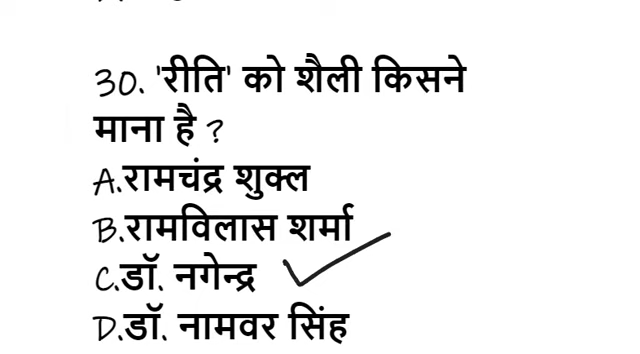 30. 'रीति' को शैली किसने
माना है ?
A.रामचंद्र शुक्ल
B.रामविलास शर्मा
C.डॉ. नगेन्द्र
D.डॉ. नामवर सिंह